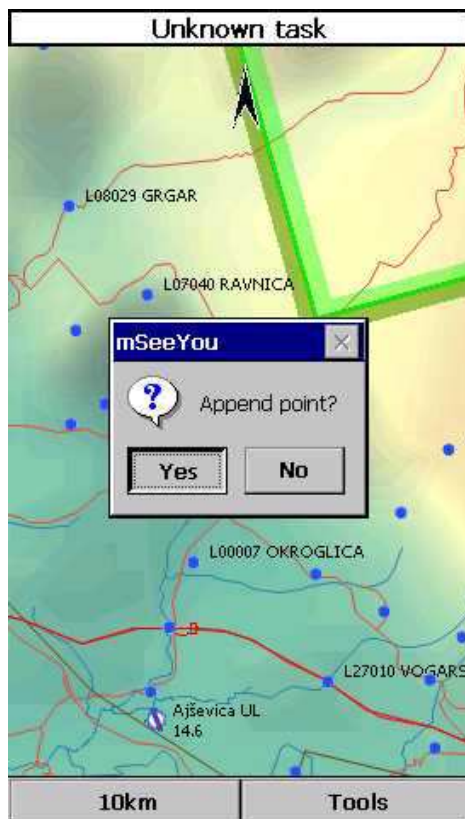 Unknown task
L08029 GRGAR
L07040 RAVNICA
mSeeYou
Append point?
Yes No
L00007 OKROGLICA
L27010 VOGARS
Ajševica UL
14.6
10km Tools